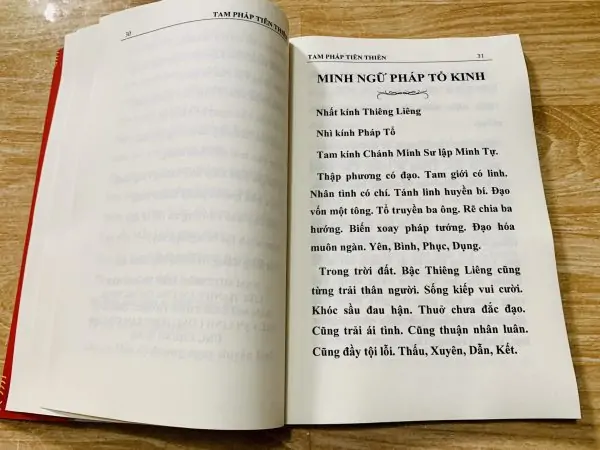 30
TAM PHÁP TIÊN THIÊN
TAM PHÁP TIÊN THIÊN 31
MINH NGỮ PHÁP TỔ KINH
Nhất kính Thiêng Liêng
Nhì kính Pháp Tổ
Tam kính Chánh Minh Sư lập Minh Tự.
Thập phương có đạo. Tam giới có linh.
Nhân tình có chí. Tánh linh huyền bí. Đạo
vốn một tông. Tổ truyền ba ông. Rẽ chia ba
hướng. Biến xoay pháp tướng. Đạo hóa
muôn ngàn. Yên, Bình, Phục, Dụng.
Trong trời đất. Bậc Thiêng Liêng cũng
từng trải thân người. Sống kiếp vui cười.
Khóc sầu đau hận. Thuở chưa đắc đạo.
Cũng trải ái tình. Cũng thuận nhân luân.
Cũng đầy tội lỗi. Thấu, Xuyên, Dẫn, Kết.